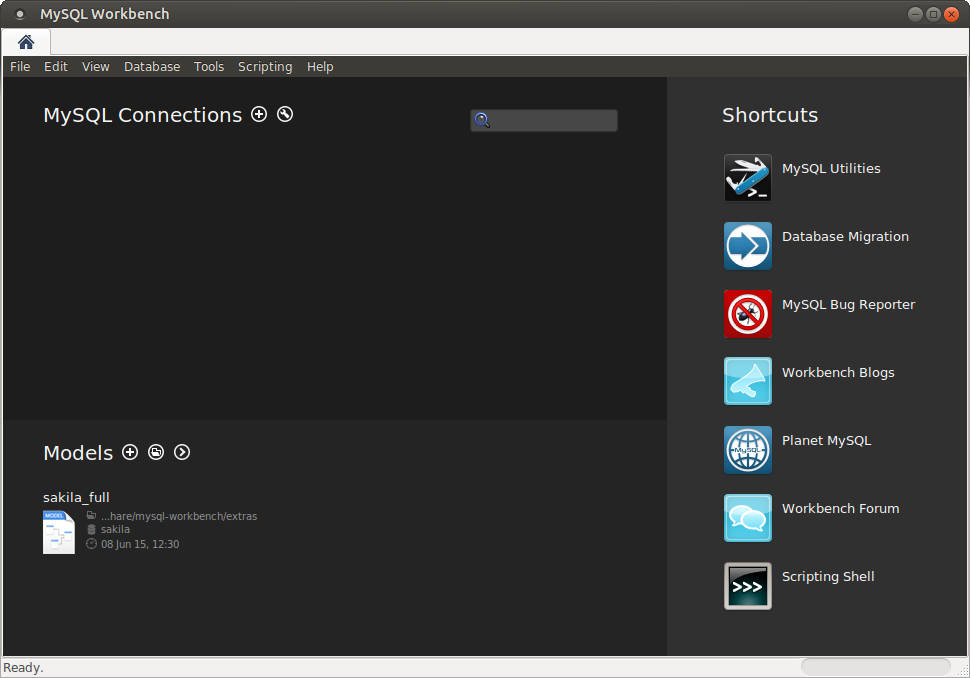 MySQL Workbench
File Edit View Database Tools Scripting Help
MySQL Connections
Shortcuts
MySQL Utilities
Database Migration
MySQL Bug Reporter
Workbench Blogs
Planet MySQL
MySQL
Workbench Forum
Scripting Shell
>_
>>>
Models
sakila_full
MODEL
...hare/mysql-workbench/extras
sakila
08 Jun 15, 12:30
Ready.